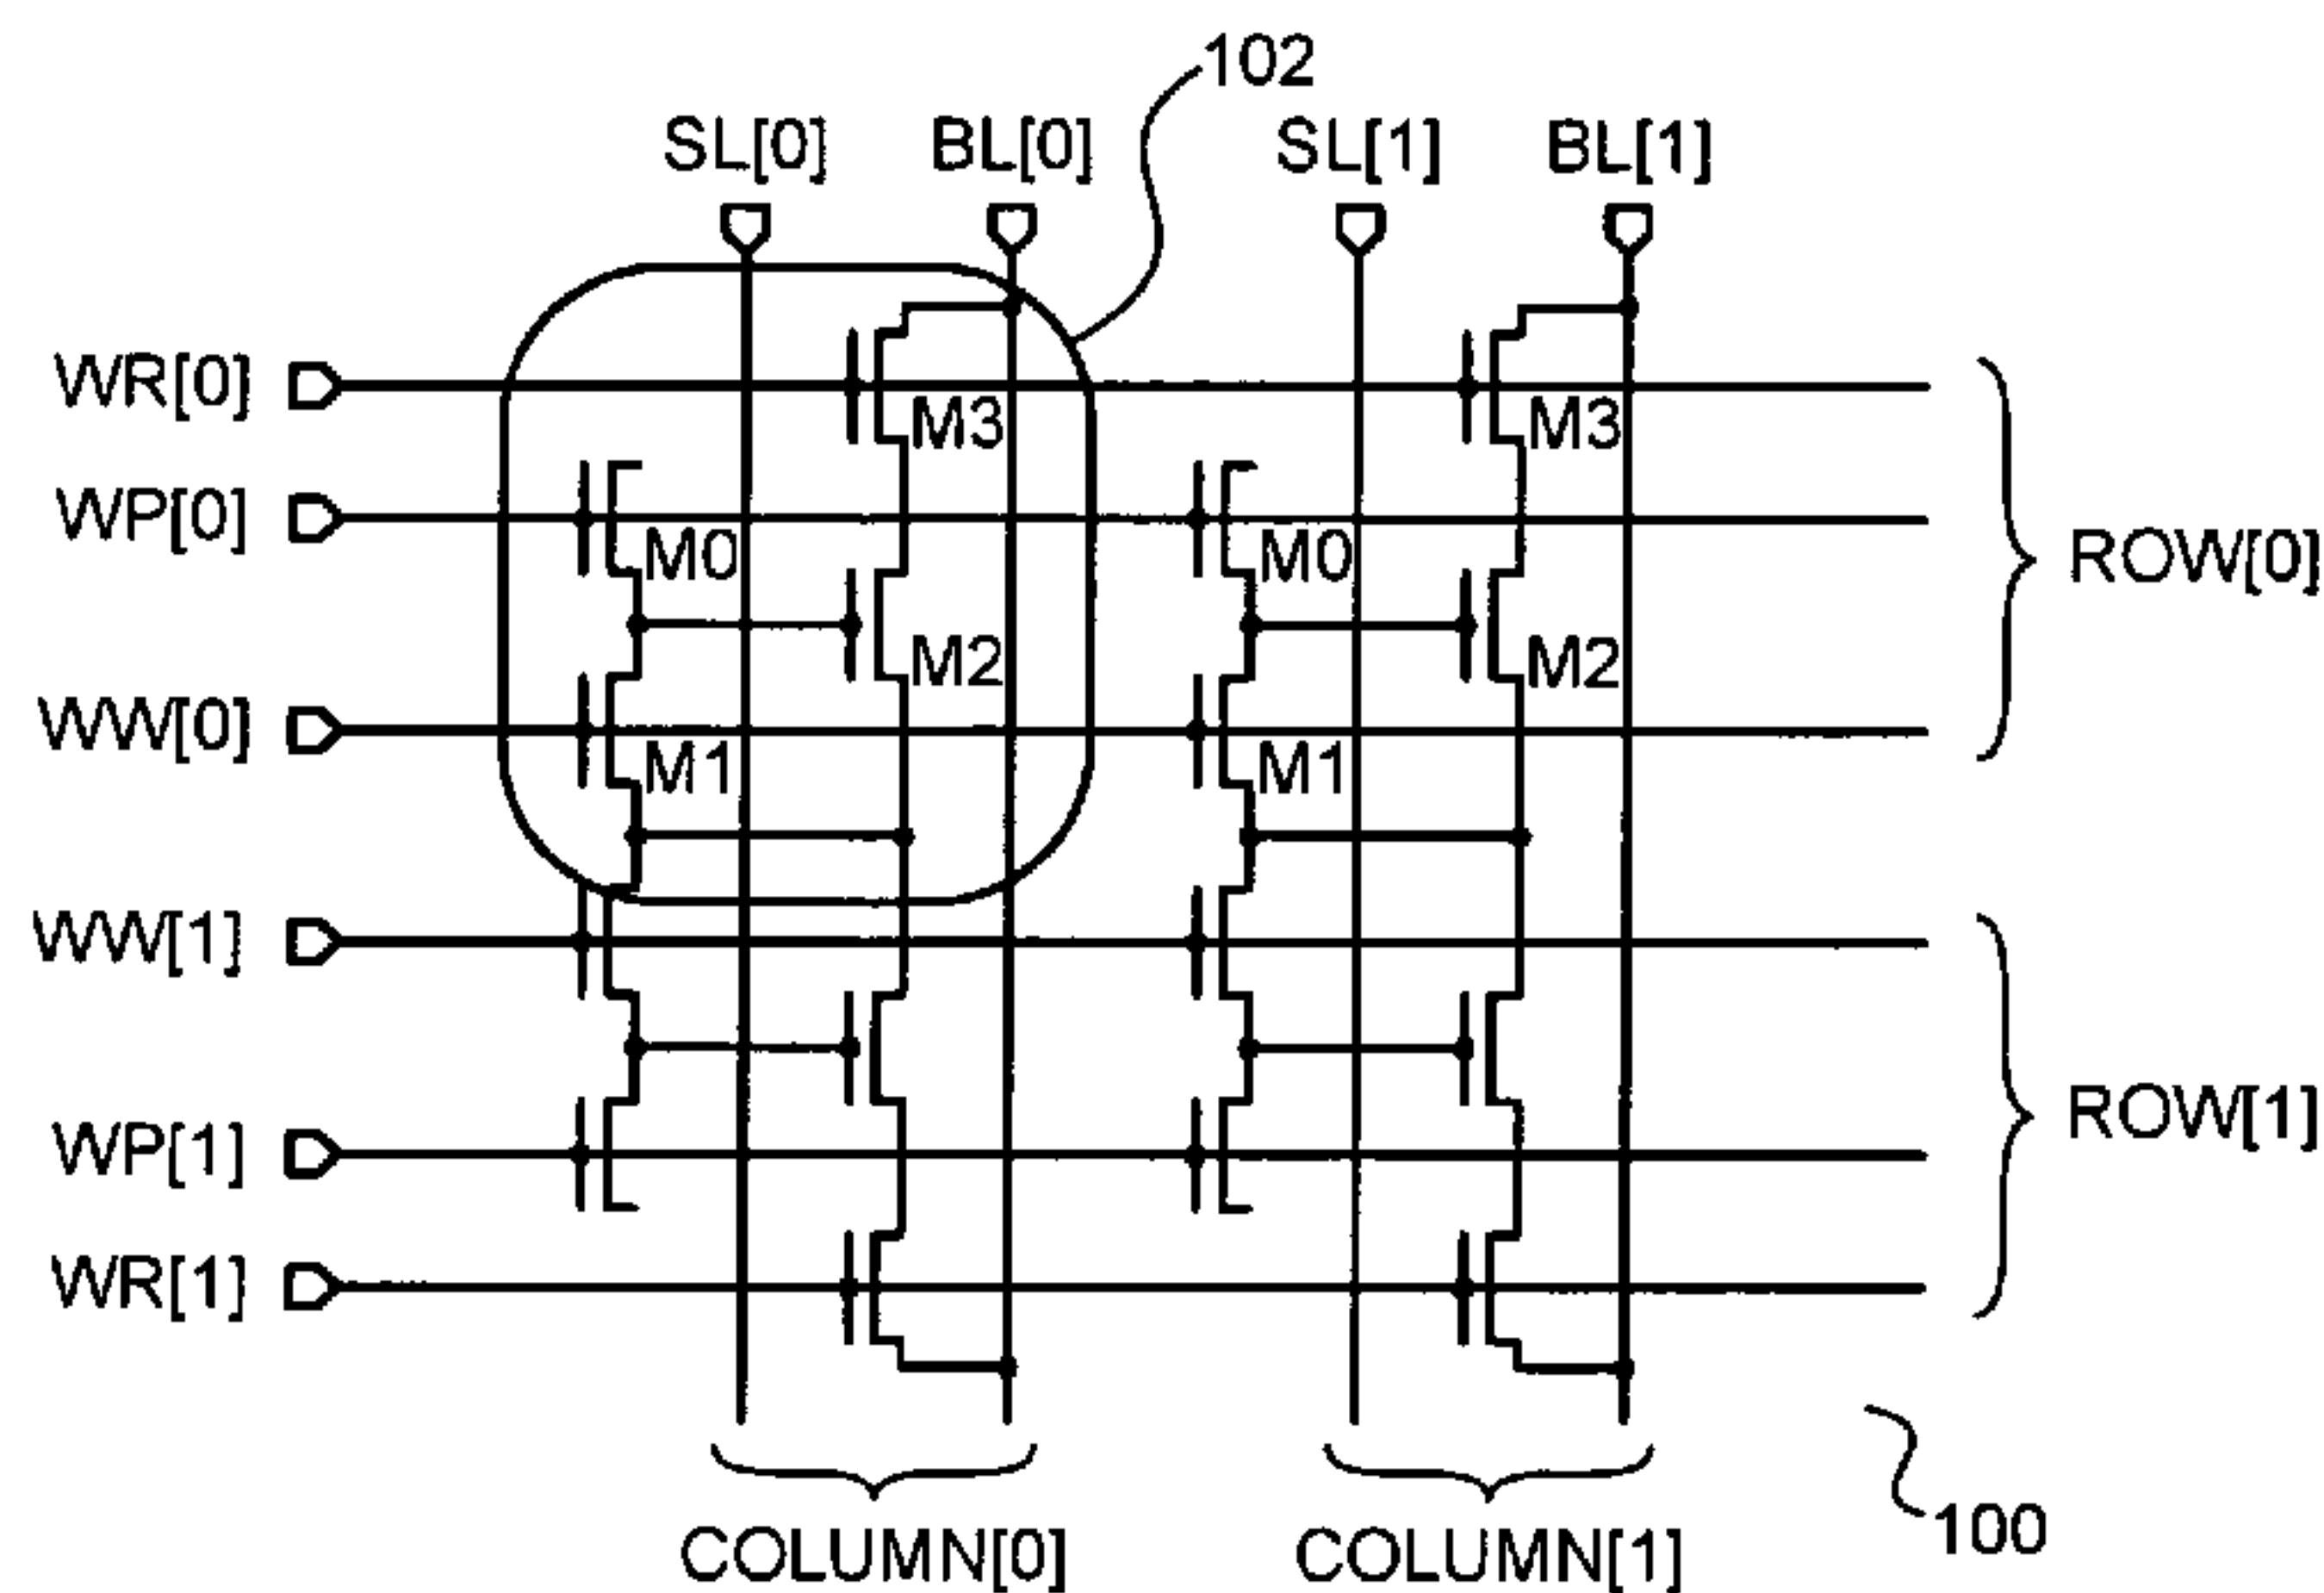 102
SL[0] BL[0] SL[1] BL[1]
WR[0]
M3 M3
WP[0]
M0 M0
ROW[0]
M2 M2
WW[0]
M1 M1
WW[1]
ROW[1]
WP[1]
WR[1]
100
COLUMN[0] COLUMN[1]